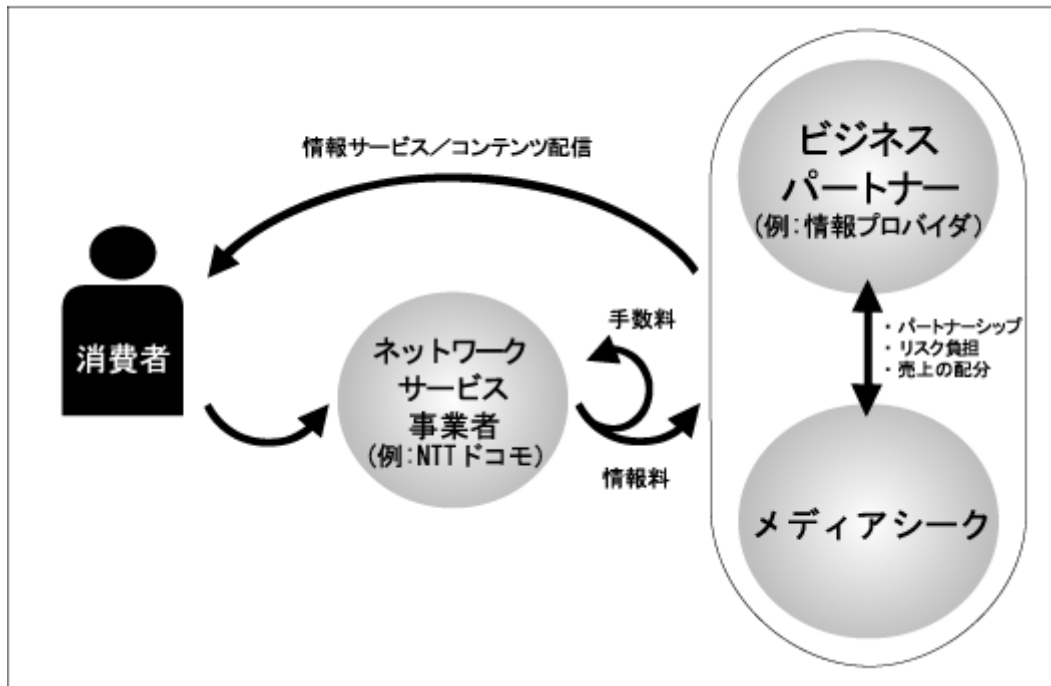 情報サービス／コンテンツ配信
ビジネス
パートナー
(例：情報プロバイダ)
消費者
ネットワーク
サービス
事業者
(例：NTTドコモ)
手数料
情報料
・パートナーシップ
・リスク負担
・売上の配分
メディアシーク